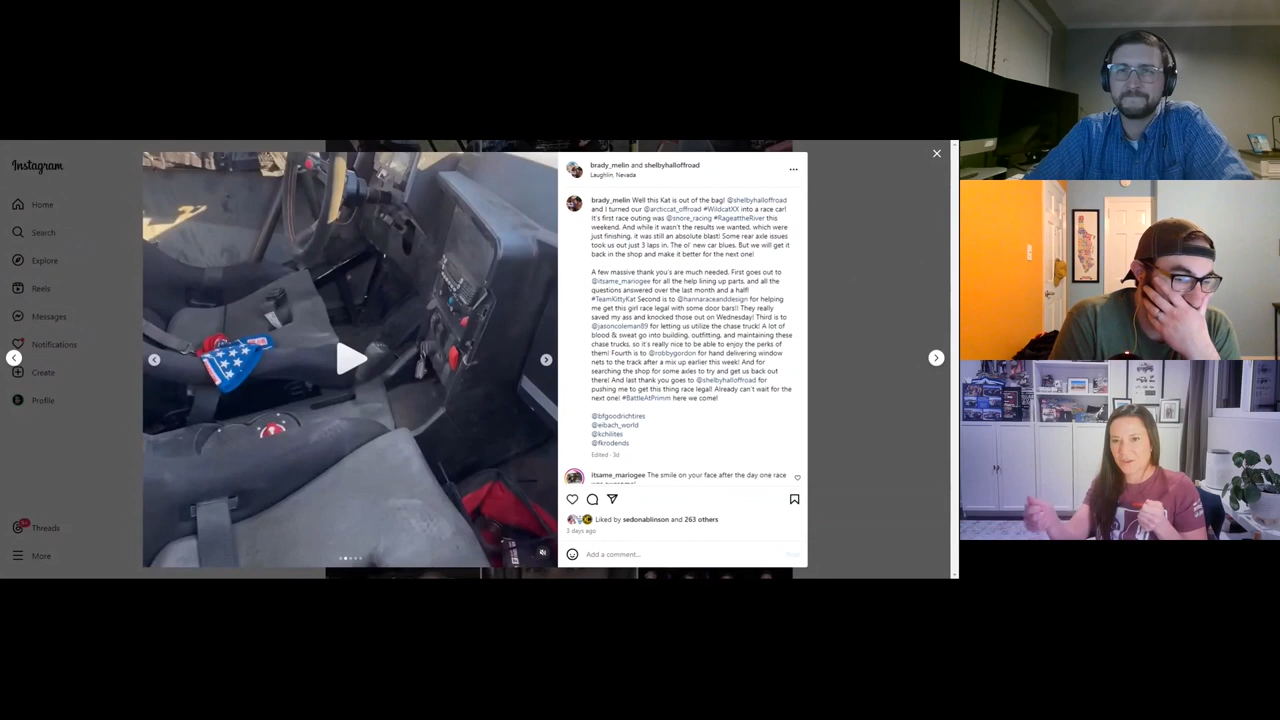 Instagram
Home
Search
Explore
Reels
Messages
Notifications
Create
Profile
Threads
More
brady_melin and shelbyhalloffroad
Laughlin, Nevada
brady_melin Well this Kat is out of the bag! @shelbyhalloffroad
and I turned our @arcticcat_offroad #WildcatXX into a race car!
It's first race outing was @snore_racing #RageattheRiver this
weekend. And while it wasn't the results we wanted, which were
just finishing, it was still an absolute blast! Some rear axle issues
took us out just 3 laps in. The ol' new car blues. But we will get it
back in the shop and make it better for the next one!
A few massive thank you's are much needed. First goes out to
@itsame_mariogee for all the help lining up parts, and all the
questions answered over the last month and a half!
#TeamKittyKat Second is to @hannaraceanddesign for helping
me get this girl race legal with some door bars!! They really
saved my ass and knocked those out on Wednesday! Third is to
@jasoncoleman89 for letting us utilize the chase truck! A lot of
blood & sweat go into building, outfitting, and maintaining these
chase trucks, so it's really nice to be able to enjoy the perks of
them! Fourth is to @robbygordon for hand delivering window
nets to the track after a mix up earlier this week! And for
searching the shop for some axles to try and get us back out
there! And last thank you goes to @shelbyhalloffroad for
pushing me to get this thing race legal! Already can't wait for the
next one! #BattleAtPrimm here we come!
@bfgoodrichtires
@eibach_world
@kchilites
@fkrodends
Edited · 3d
itsame_mariogee The smile on your face after the day one race
was awesome!
Liked by sedonablinson and 263 others
3 days ago
Add a comment...
Post